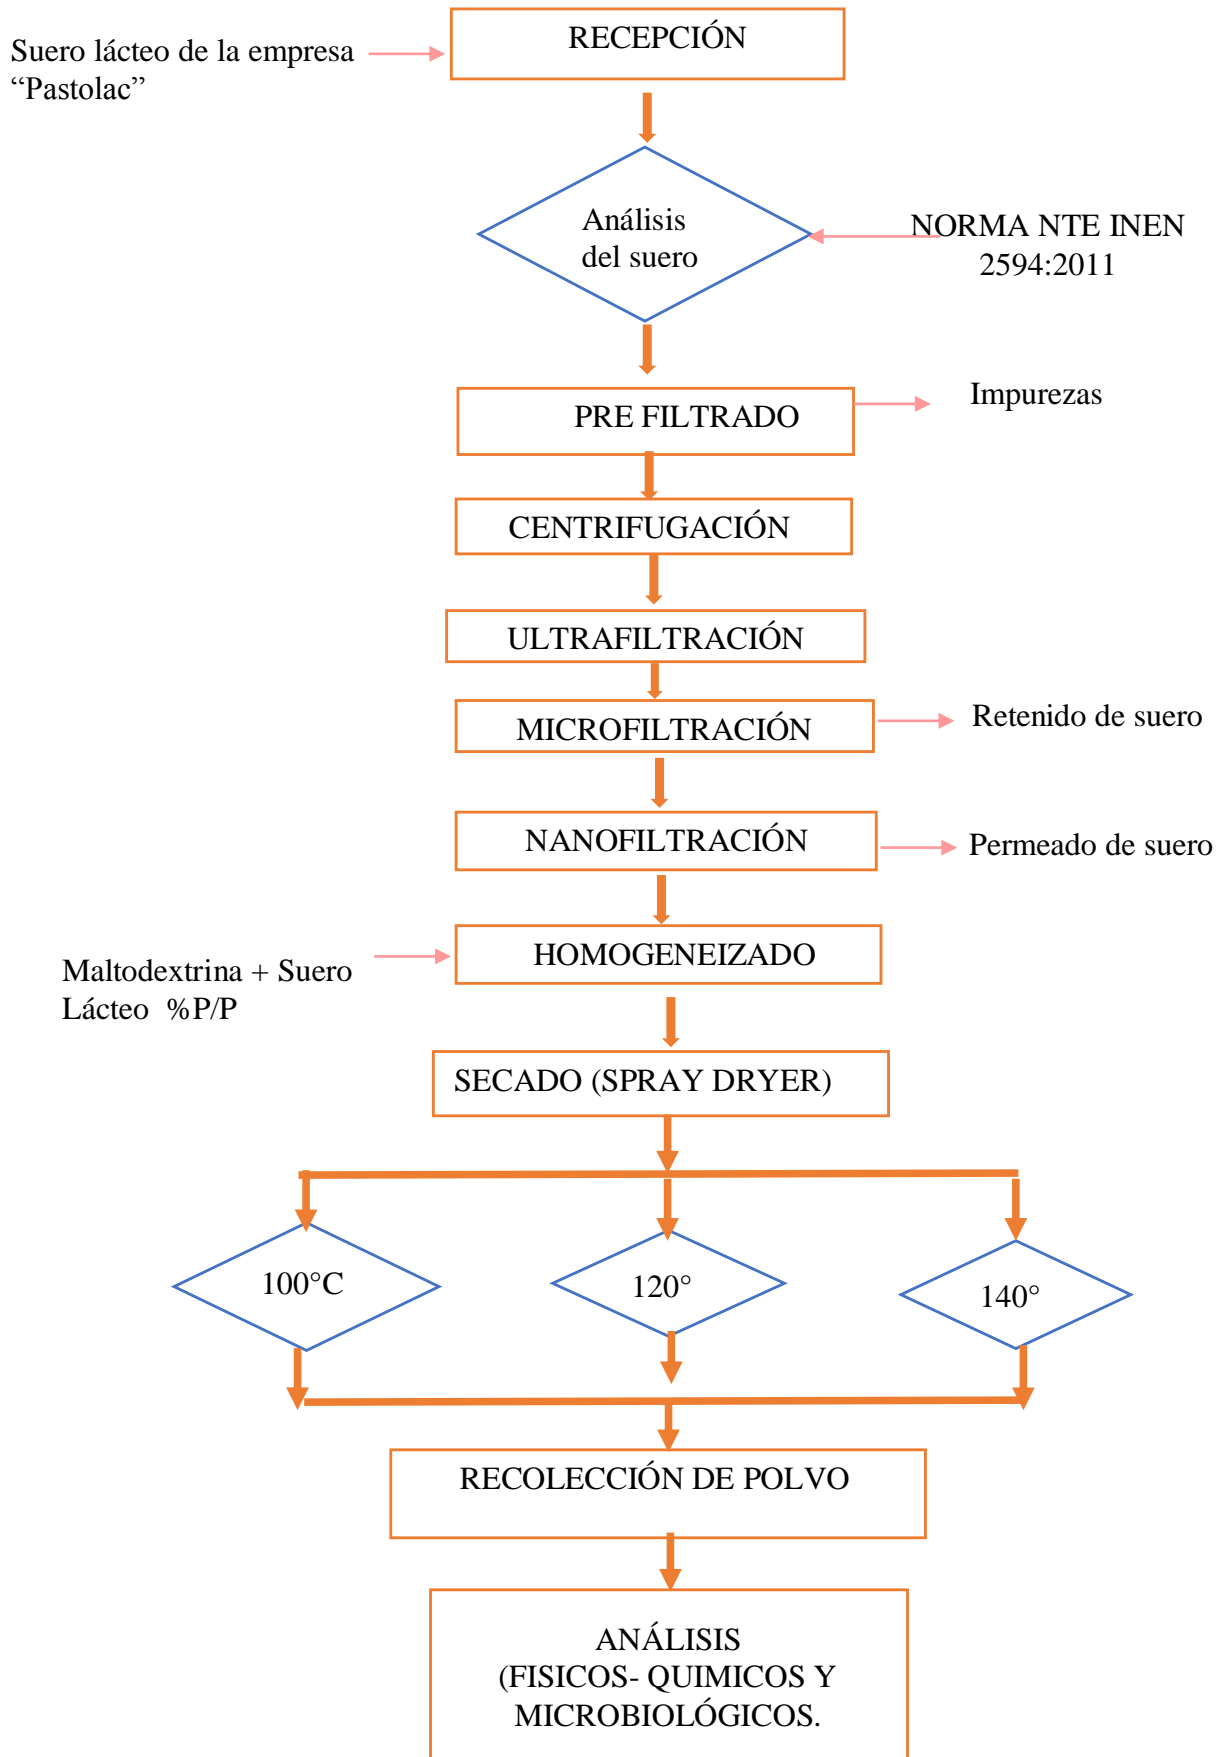 RECEPCIÓN
Suero lácteo de la empresa
“Pastolac”
Análisis
del suero
NORMA NTE INEN
2594:2011
PRE FILTRADO
Impurezas
CENTRIFUGACIÓN
ULTRAFILTRACIÓN
MICROFILTRACIÓN
Retenido de suero
NANOFILTRACIÓN
Permeado de suero
HOMOGENEIZADO
Maltodextrina + Suero
Lácteo %P/P
SECADO (SPRAY DRYER)
100°C
120°
140°
RECOLECCIÓN DE POLVO
ANÁLISIS
(FISICOS- QUIMICOS Y
MICROBIOLÓGICOS.